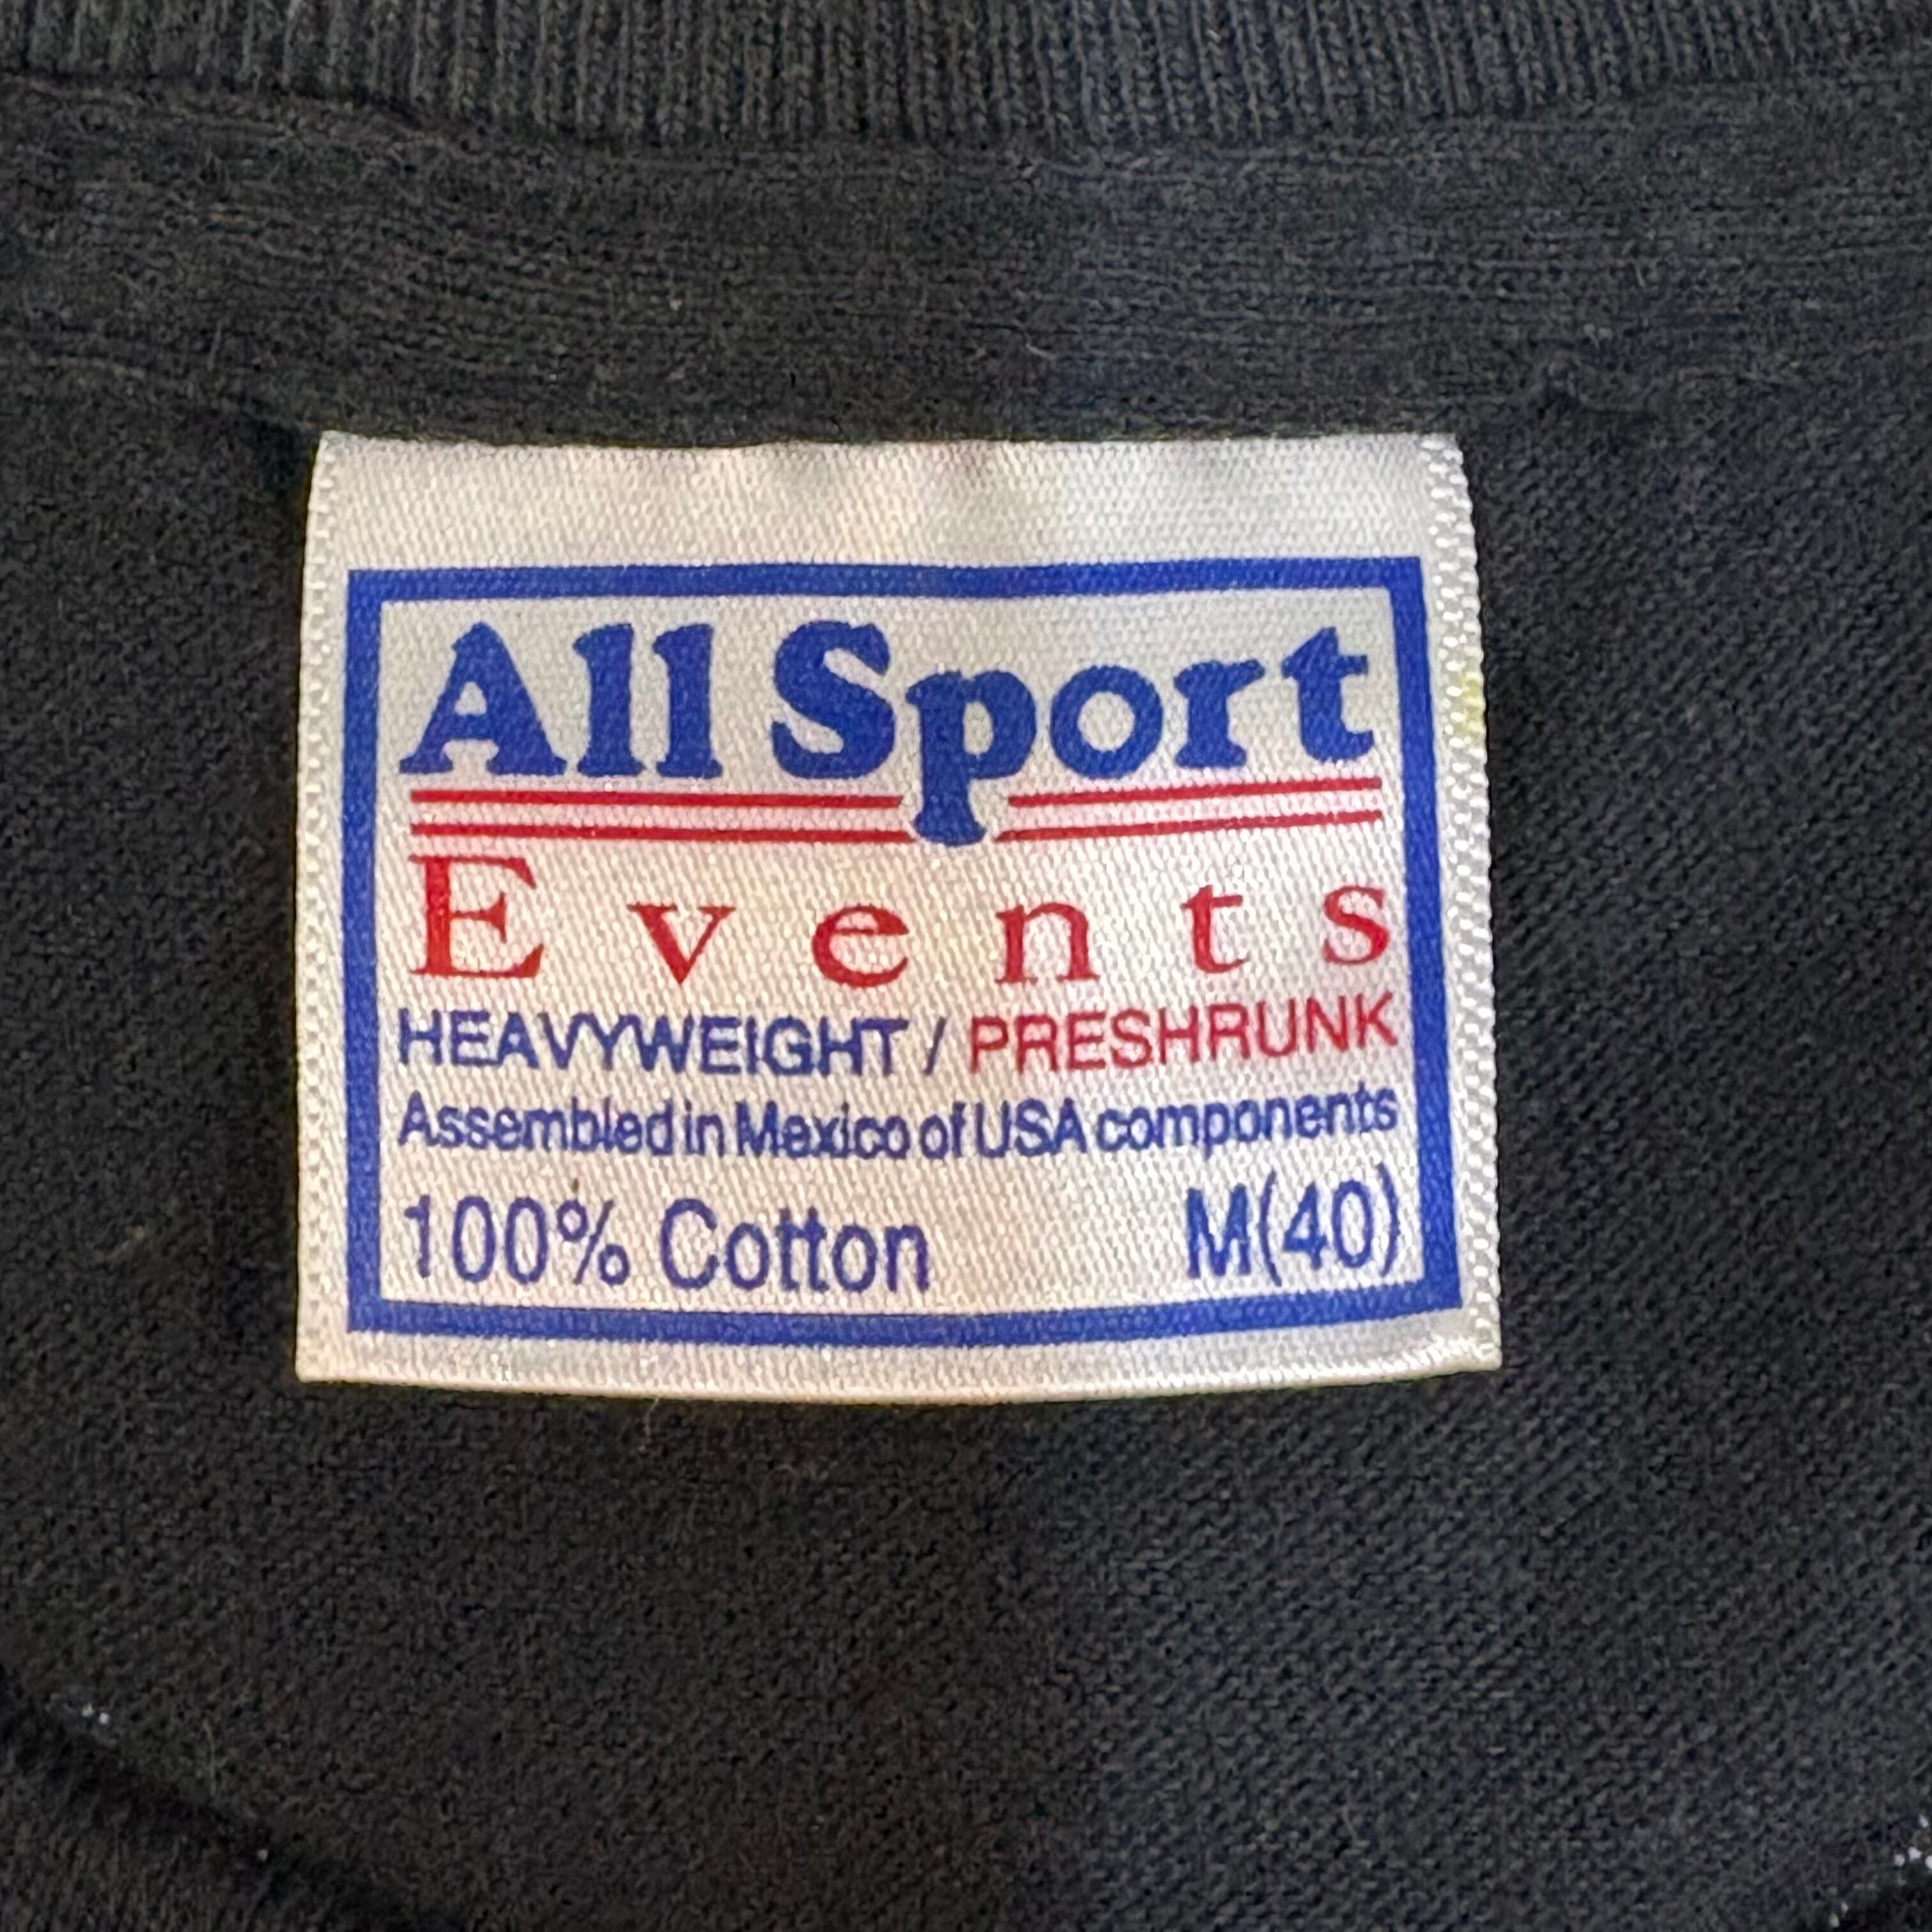 All Sport
Events
HEAVYWEIGHT / PRESHRUNK
Assembled in Mexico of USA components
100% Cotton M(40)